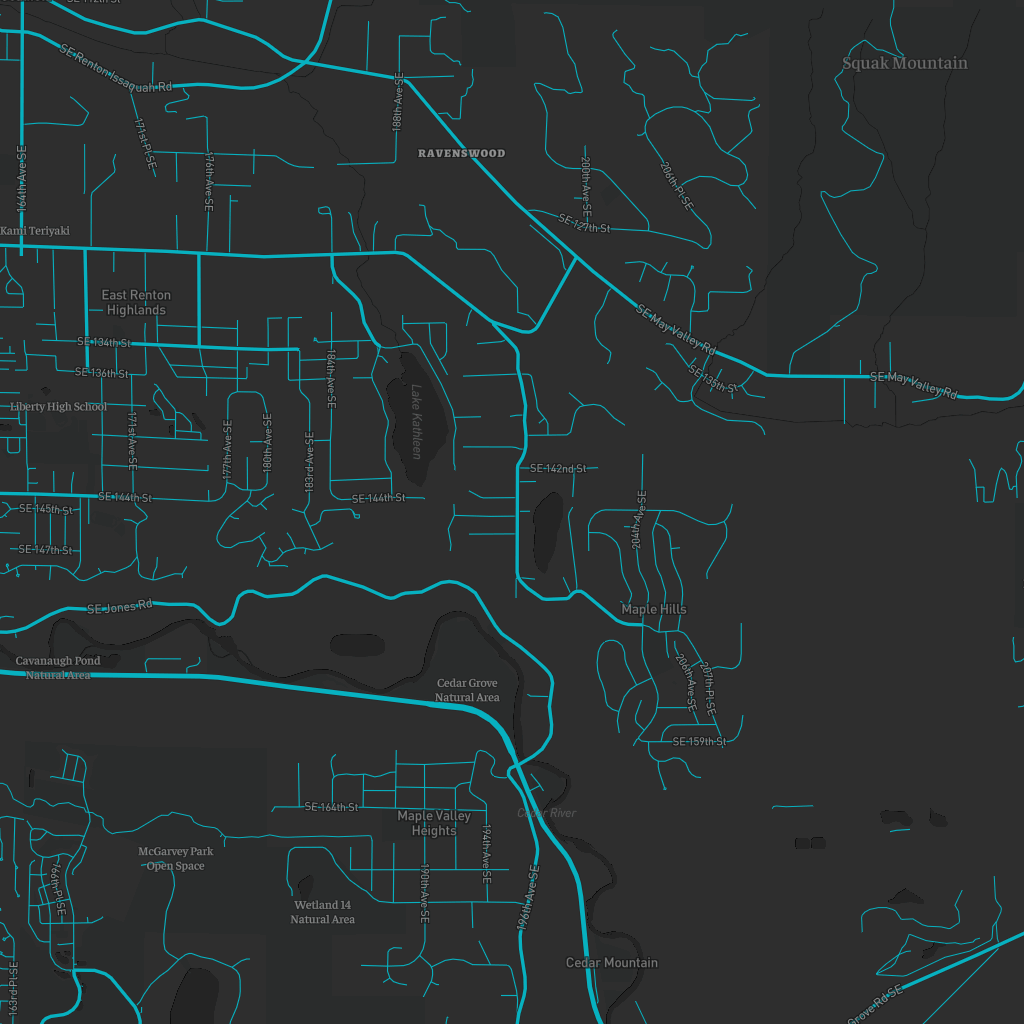 SE 112th St
SE Renton Issaquah Rd
Squak Mountain
188th Ave SE
171st Pl SE
164th Ave SE
176th Ave SE
RAVENSWOOD
200th Ave SE
206th Pl SE
SE 127th St
Kami Teriyaki
East Renton
Highlands
SE May Valley Rd
SE 134th St
SE 136th St
184th Ave SE
SE 135th St
SE May Valley Rd
Liberty High School
Lake Kathleen
171st Ave SE
177th Ave SE
180th Ave SE
183rd Ave SE
SE 142nd St
SE 144th St
SE 144th St
SE 145th St
204th Ave SE
SE 147th St
SE Jones Rd
Maple Hills
Cavanaugh Pond
Natural Area
Cedar Grove
Natural Area
206th Ave SE
207th Pl SE
SE 159th St
SE 164th St
Maple Valley
Heights
Cedar River
194th Ave SE
McGarvey Park
Open Space
169th Pl SE
190th Ave SE
196th Ave SE
Wetland 14
Natural Area
Cedar Mountain
163rd Pl SE
Grove Rd SE